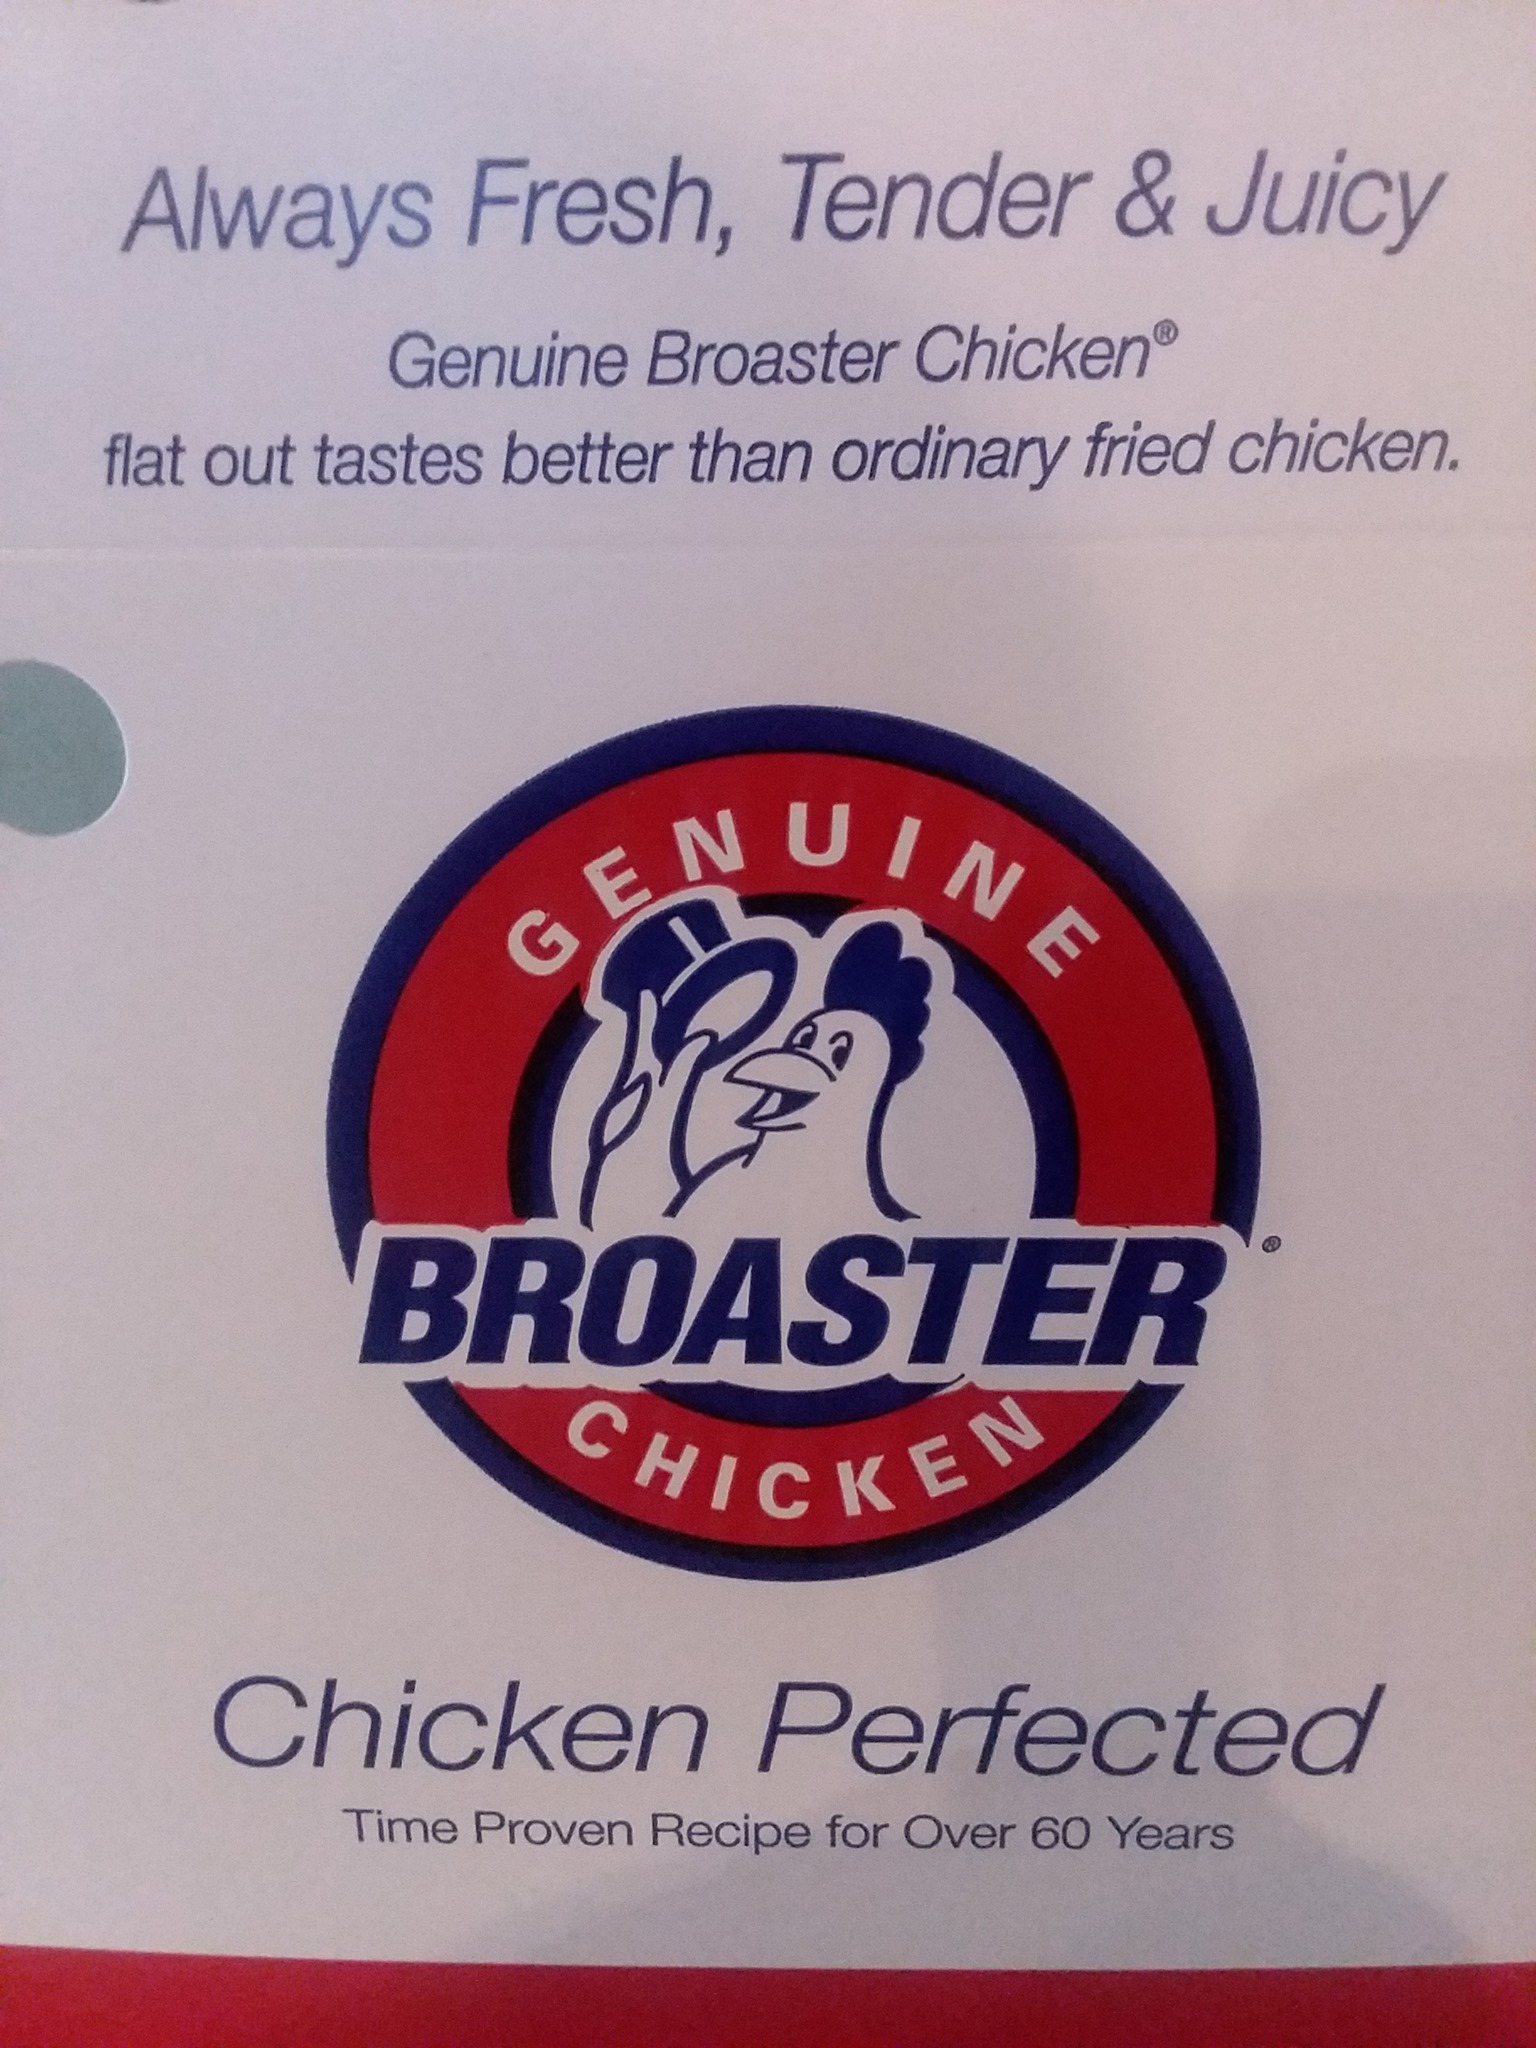 Always Fresh, Tender & Juicy
Genuine Broaster Chicken®
flat out tastes better than ordinary fried chicken.
GENUINE
BROASTER®
CHICKEN
Chicken Perfected
Time Proven Recipe for Over 60 Years